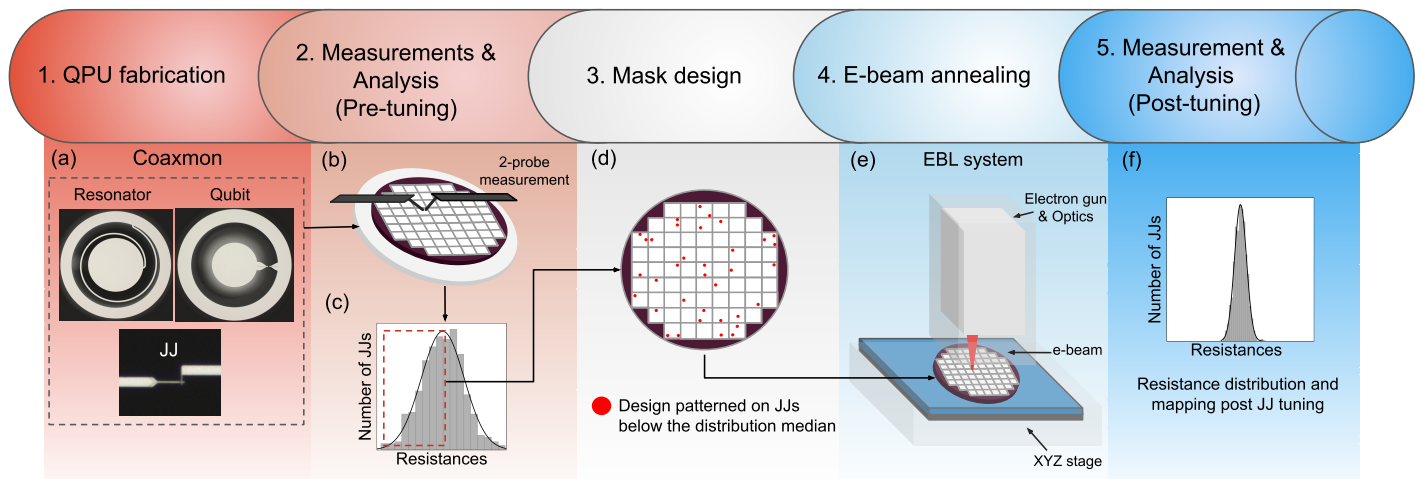 1. QPU fabrication
2. Measurements &
Analysis
(Pre-tuning)
3. Mask design
4. E-beam annealing
5. Measurement &
Analysis
(Post-tuning)
(a)
Coaxmon
Resonator
Qubit
JJ
(b)
2-probe
measurement
(c)
Number of JJs
Resistances
(d)
Design patterned on JJs
below the distribution median
(e)
EBL system
Electron gun
& Optics
e-beam
XYZ stage
(f)
Number of JJs
Resistances
Resistance distribution and
mapping post JJ tuning